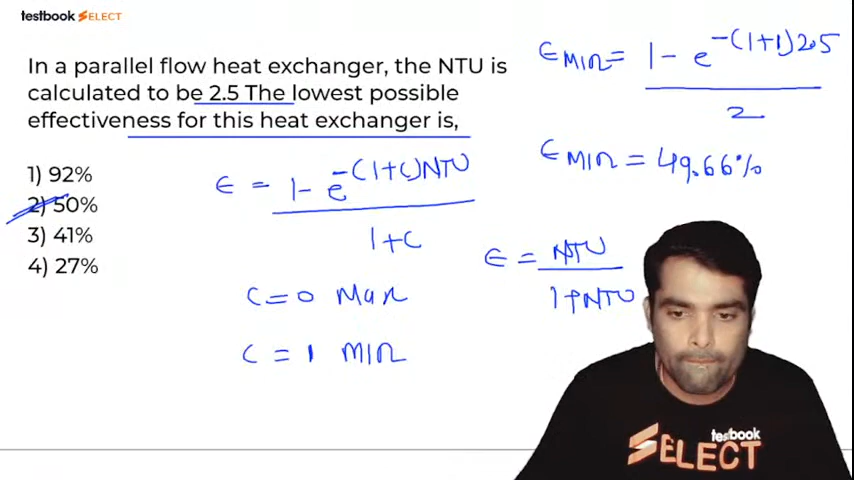 testbook SELECT
In a parallel flow heat exchanger, the NTU is
calculated to be 2.5 The lowest possible
effectiveness for this heat exchanger is,
1) 92%
2) 50%
3) 41%
4) 27%
ϵ = 1 - e^-(1+C)NTU
1+C
C = 0 Max
C = 1 MIN
ϵ MIN = 1 - e^-(1+1)2.5
2
ϵ MIN = 49.66%
ϵ = NTU
1+NTU
testbook
SELECT